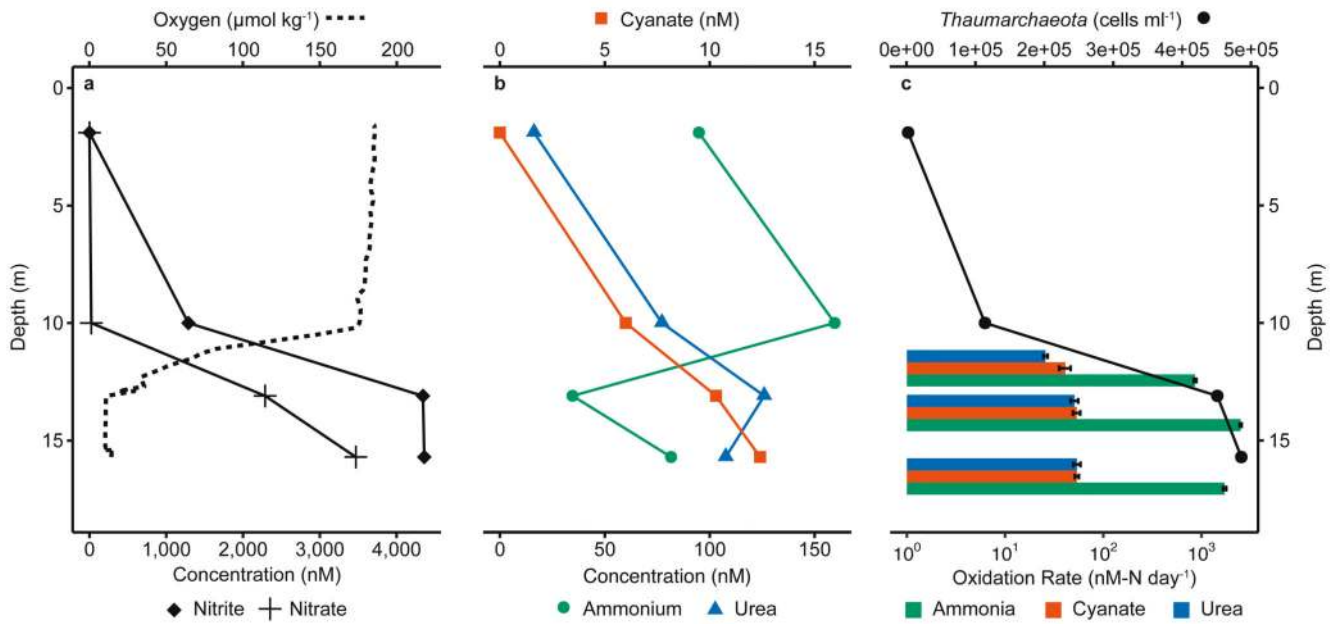 Oxygen (µmol kg⁻¹)
0 50 100 150 200
Cyanate (nM)
0 5 10 15
Thaumarchaeota (cells ml⁻¹)
0e+00 1e+05 2e+05 3e+05 4e+05 5e+05
a
b
c
Depth (m)
0
5
10
15
Depth (m)
0
5
10
15
0 1,000 2,000 3,000 4,000
Concentration (nM)
Nitrite Nitrate
0 50 100 150
Concentration (nM)
Ammonium Urea
10⁰ 10¹ 10² 10³
Oxidation Rate (nM-N day⁻¹)
Ammonia Cyanate Urea